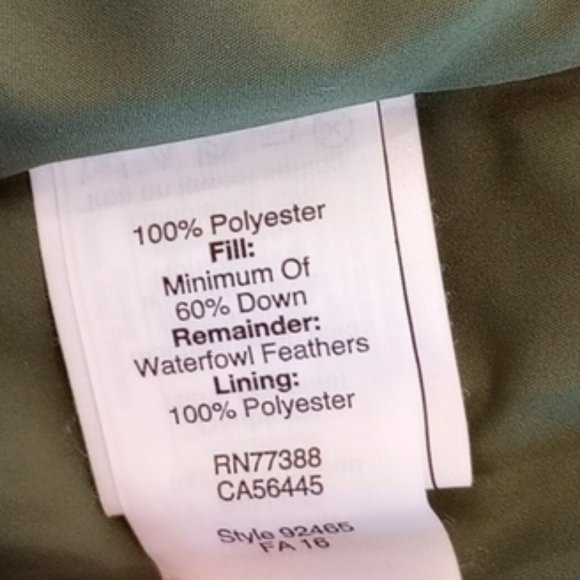 100% Polyester
Fill:
Minimum Of
60% Down
Remainder:
Waterfowl Feathers
Lining:
100% Polyester
RN77388
CA56445
Style 92465
FA 16